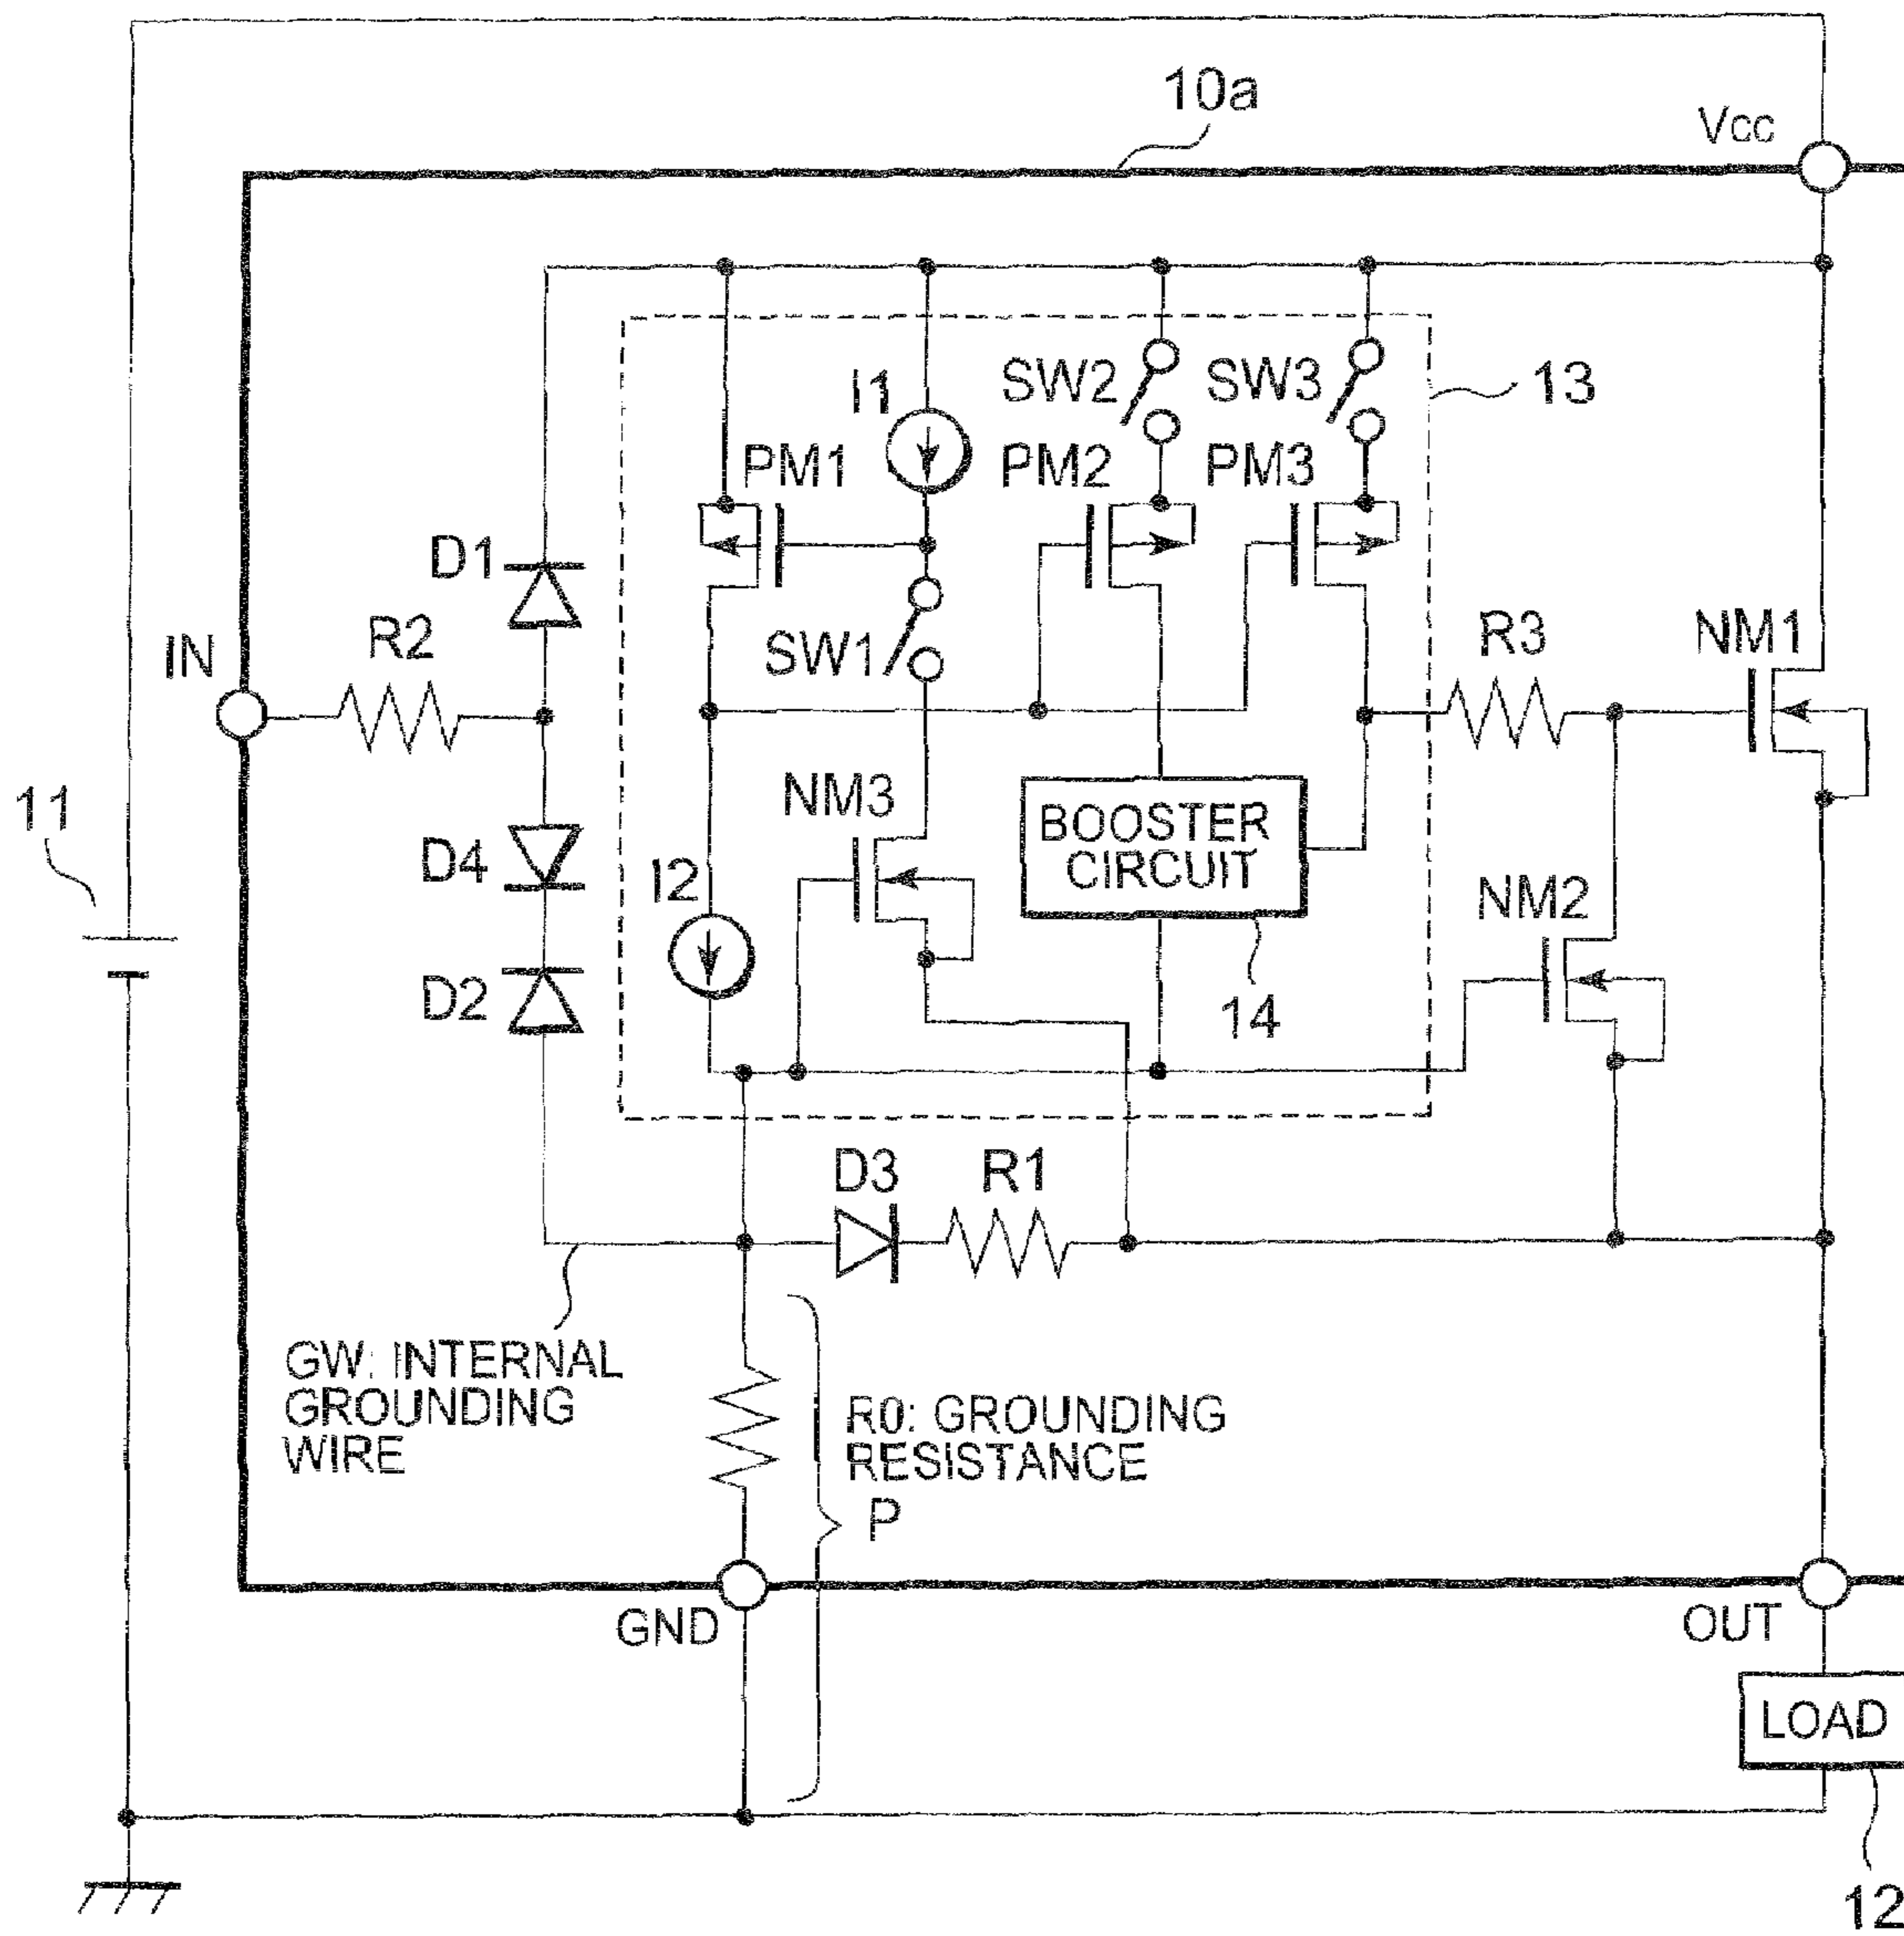 10a
Vcc
SW2
SW3
13
I1
PM1
PM2
PM3
D1
R2
IN
SW1
R3
NM1
NM3
11
BOOSTER
CIRCUIT
D4
I2
NM2
D2
14
D3
R1
GW: INTERNAL
GROUNDING
WIRE
R0: GROUNDING
RESISTANCE
P
GND
OUT
LOAD
12